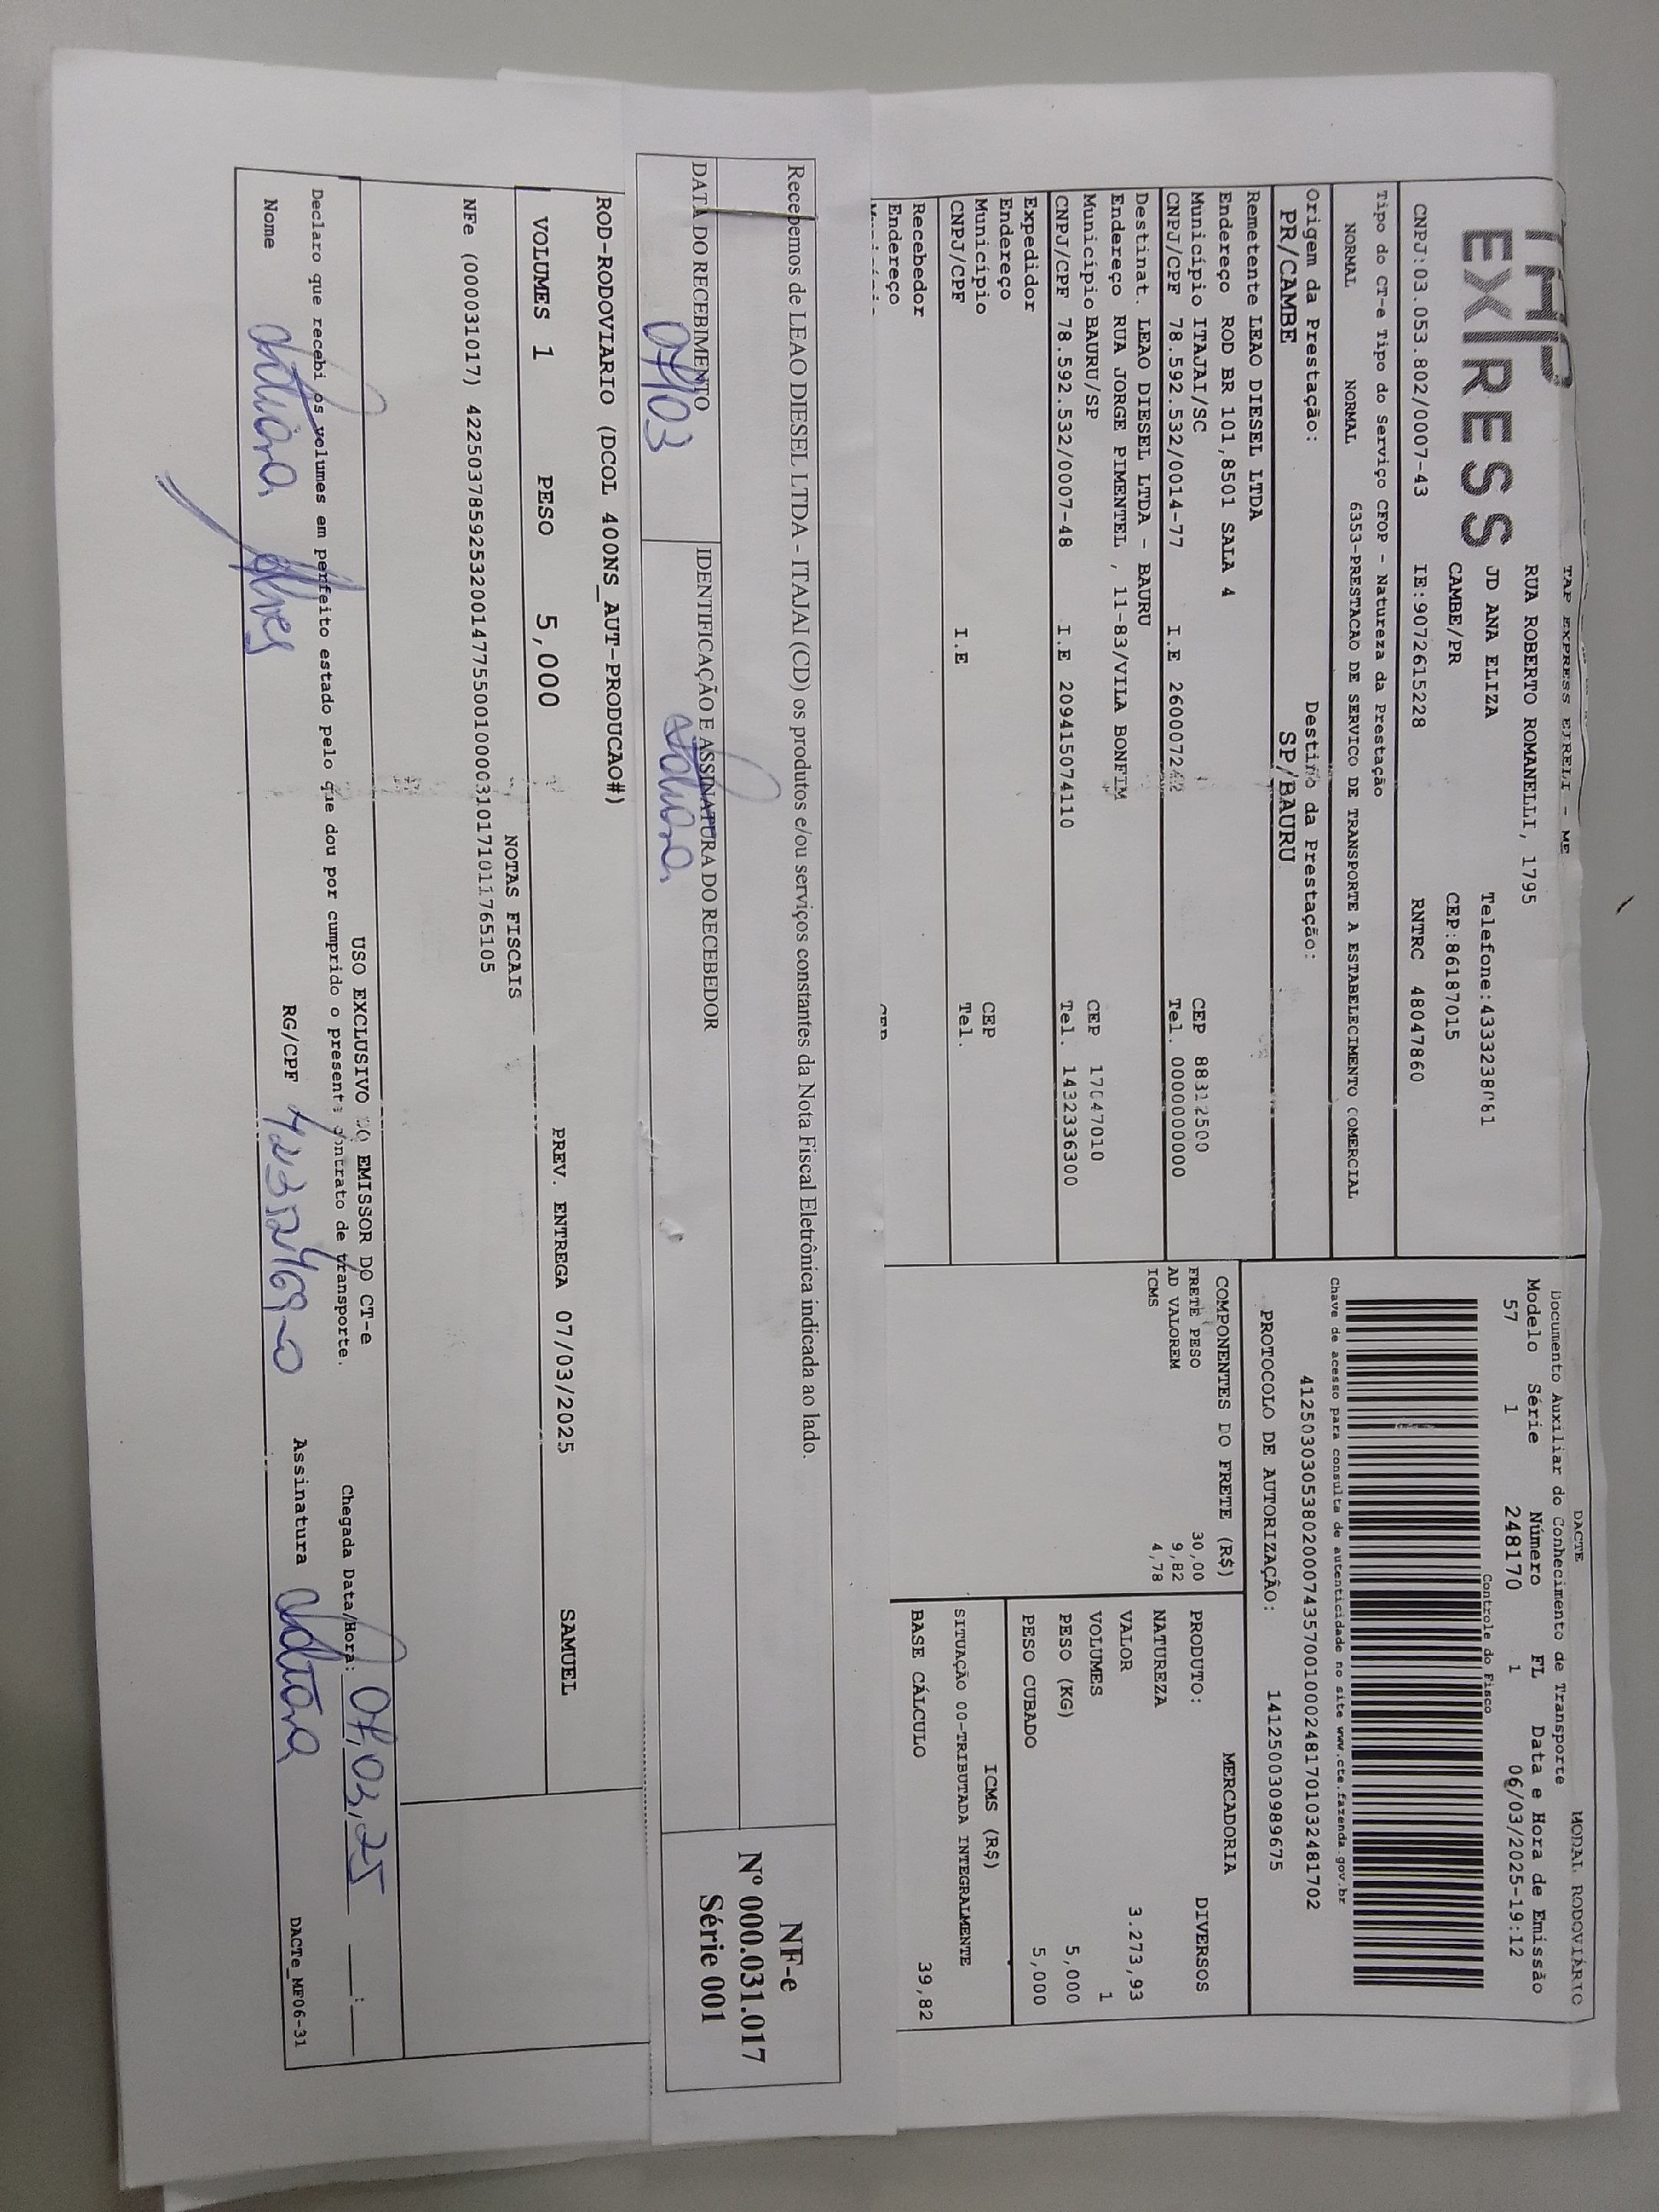 TAP EXPRESS EIRELI - ME
EXPRESS
RUA ROBERTO ROMANELLI, 1795
JD ANA ELIZA Telefone:4333238081
CAMBE/PR CEP:86187015
CNPJ:03.053.802/0007-43 IE:9072615228 RNTRC 48047860
Tipo do CT-e Tipo do Serviço CFOP - Natureza da Prestação
NORMAL NORMAL 6353-PRESTACAO DE SERVICO DE TRANSPORTE A ESTABELECIMENTO COMERCIAL
Origem da Prestação: Destino da Prestação:
PR/CAMBE SP/BAURU
Remetente LEAO DIESEL LTDA
Endereço ROD BR 101,8501 SALA 4
Município ITAJAI/SC CEP 88312500
CNPJ/CPF 78.592.532/0014-77 I.E Tel. 0000000000
Destinat. LEAO DIESEL LTDA - BAURU
Endereço RUA JORGE PIMENTEL , 11-83/VILA BONFIM
Município BAURU/SP CEP 17047010
CNPJ/CPF 78.592.532/0007-48 I.E 209415074110 Tel. 1432336300
Expedidor
Endereço
Município CEP
CNPJ/CPF I.E Tel.
Recebedor
Endereço
DACTE MODAL RODOVIÁRIO
Documento Auxiliar do Conhecimento de Transporte
Modelo Série Número FL Data e Hora de Emissão
57 1 248170 1 06/03/2025-19:12
Controle do Fisco
Chave de acesso para consulta de autenticidade no site www.cte.fazenda.gov.br
41250303053802000743570010002481701032481702
PROTOCOLO DE AUTORIZAÇÃO: 141250030989675
COMPONENTES DO FRETE (R$)
FRETE PESO 30,00
AD VALOREM 9,82
ICMS 4,78
MERCADORIA
PRODUTO: DIVERSOS
NATUREZA
VALOR 3.273,93
VOLUMES 1
PESO (KG) 5,000
PESO CUBADO 5,000
ICMS (R$)
SITUAÇÃO 00-TRIBUTADA INTEGRALMENTE
BASE CÁLCULO 39,82
Recebemos de LEAO DIESEL LTDA - ITAJAI (CD) os produtos e/ou serviços constantes da Nota Fiscal Eletrônica indicada ao lado.
DATA DO RECEBIMENTO IDENTIFICAÇÃO E ASSINATURA DO RECEBEDOR
07/03 Tatiana
NF-e
Nº 000.031.017
Série 001
ROD-RODOVIARIO (DCOL 400NS_AUT-PRODUCAO#)
VOLUMES 1 PESO 5,000 PREV. ENTREGA 07/03/2025 SAMUEL
NOTAS FISCAIS
NFe (000031017) 42250378592532001477550010000310171011765105
USO EXCLUSIVO DO EMISSOR DO CT-e
Declaro que recebi os volumes em perfeito estado pelo que dou por cumprido o presente contrato de transporte. Chegada Data/Hora: 07,03,25 __:__
Nome Tatiana Alves RG/CPF Assinatura Tatiana
DACTe_MF06-31